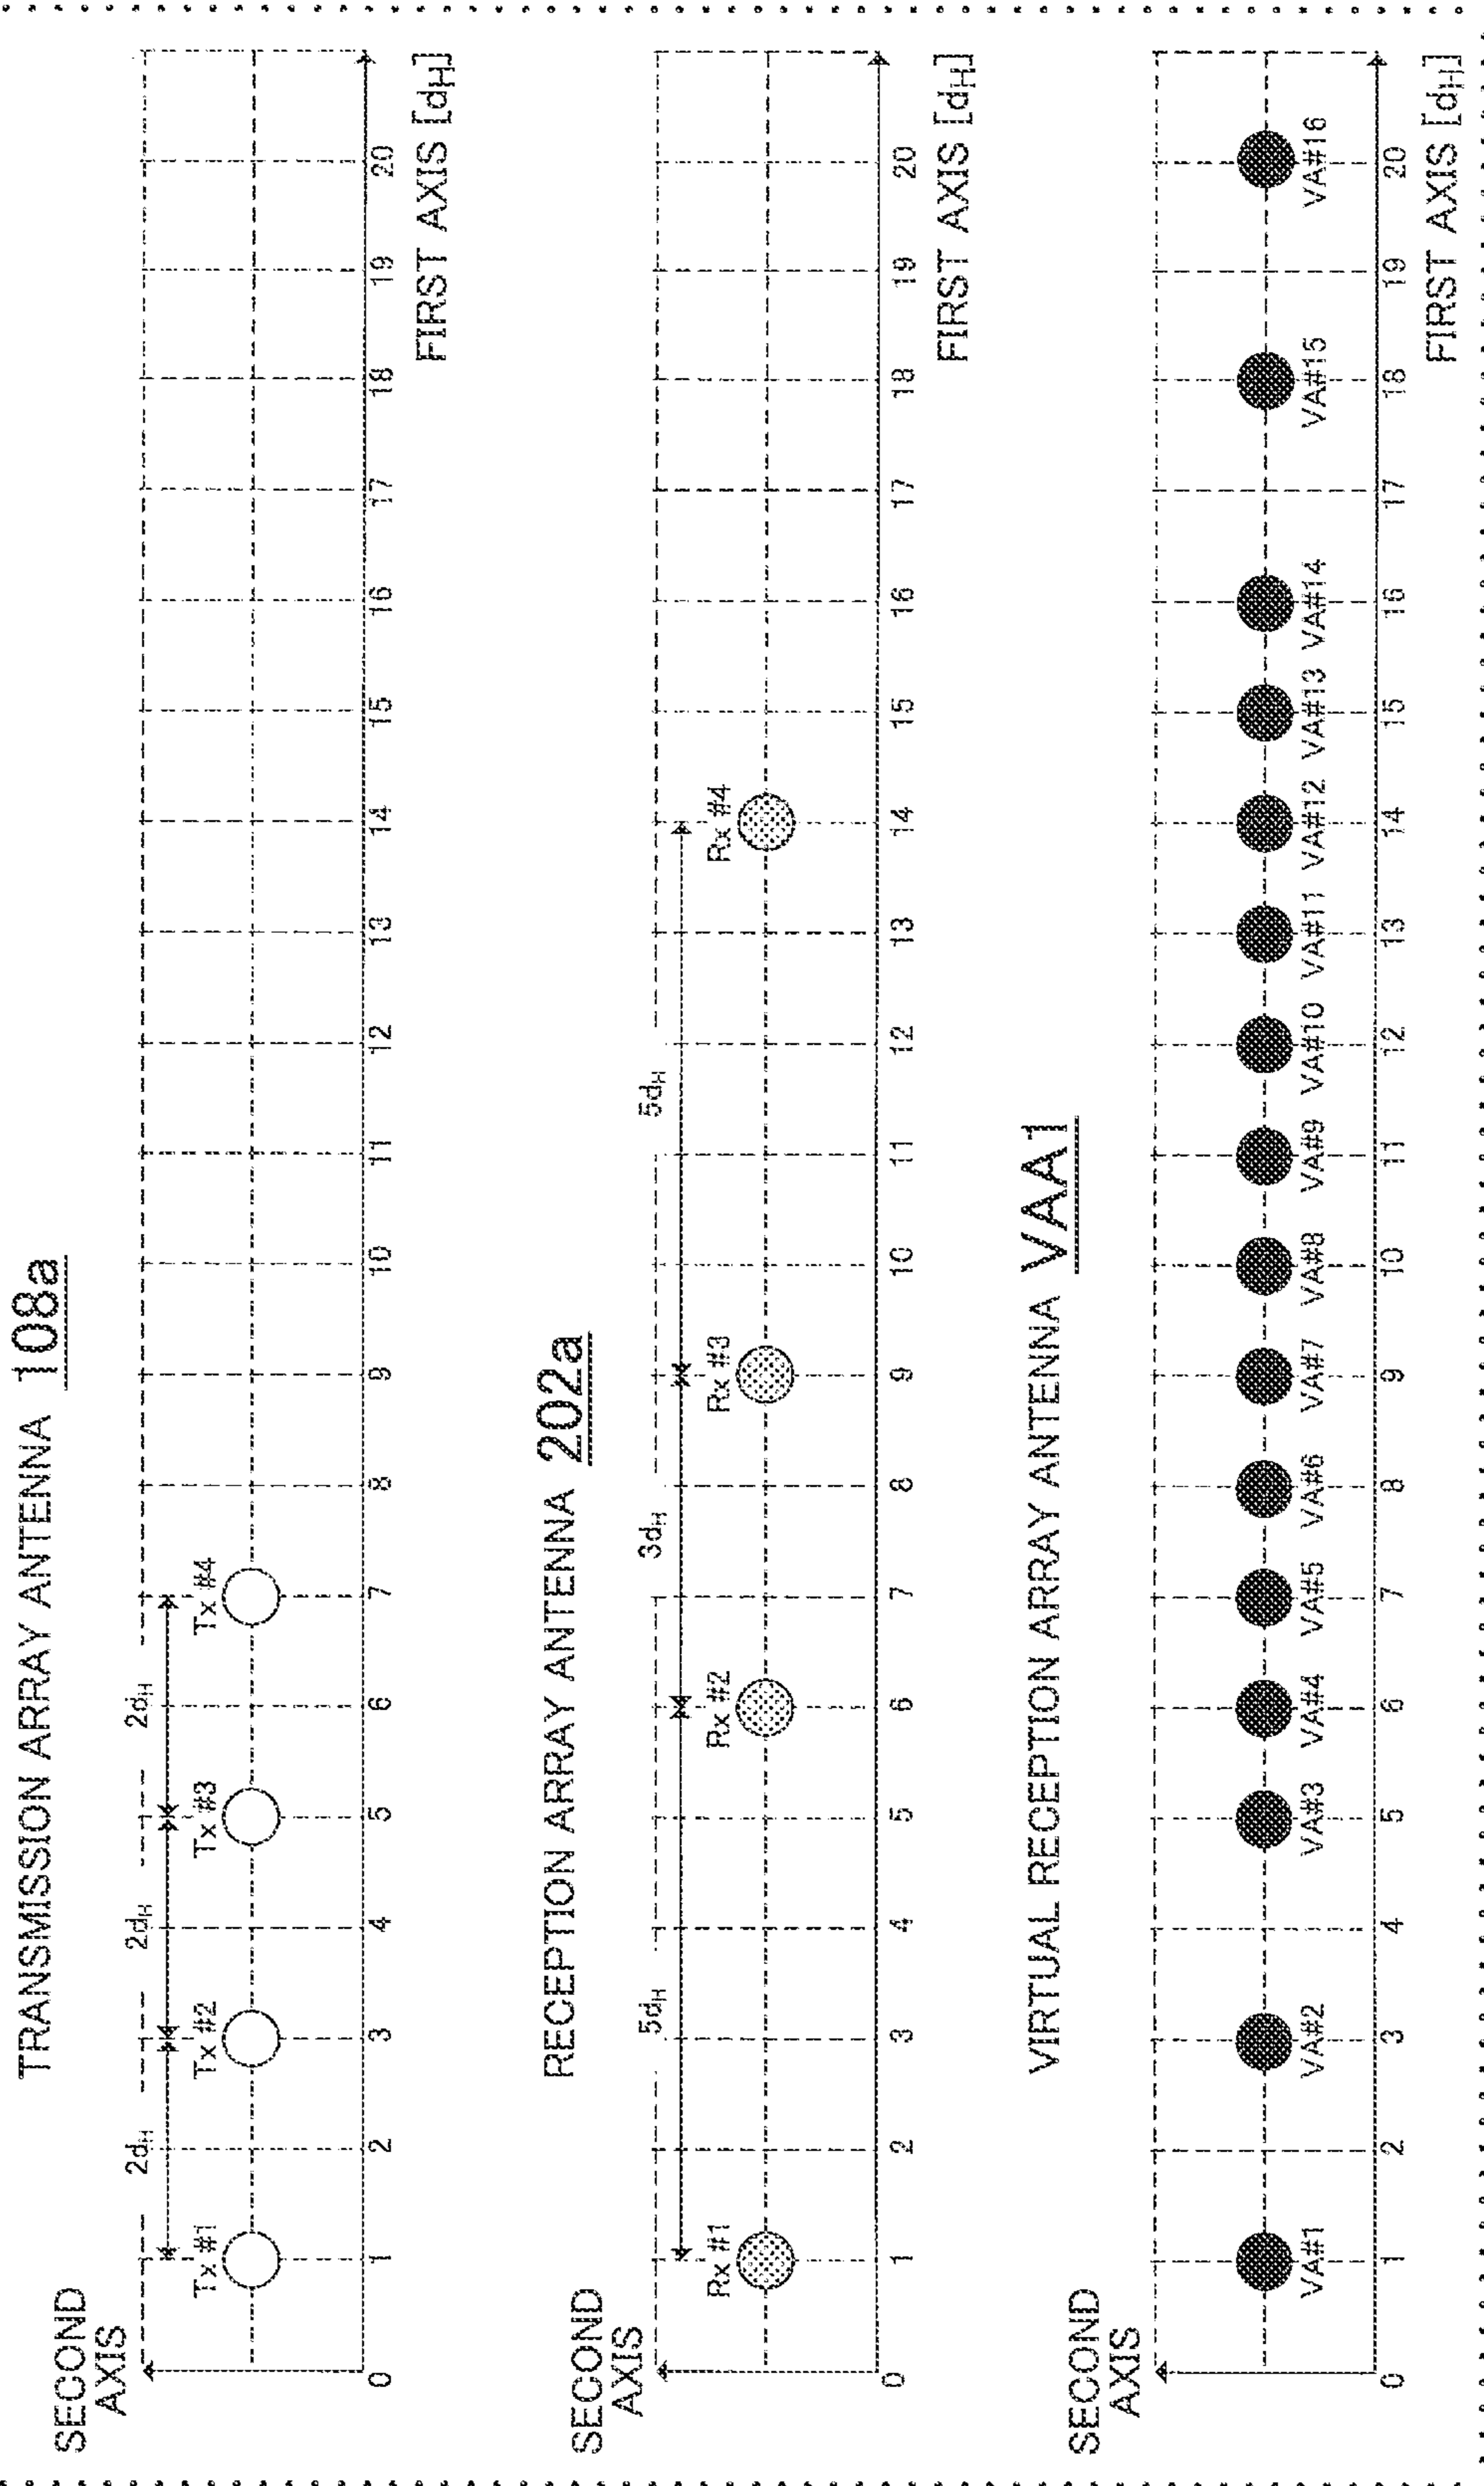 TRANSMISSION ARRAY ANTENNA 108a
SECOND
AXIS
2dH 2dH 2dH
Tx #1 Tx #2 Tx #3 Tx #4
0 1 2 3 4 5 6 7 8 9 10 11 12 13 14 15 16 17 18 19 20
FIRST AXIS [dH]
RECEPTION ARRAY ANTENNA 202a
SECOND
AXIS
5dH 3dH 5dH
Rx #1 Rx #2 Rx #3 Rx #4
0 1 2 3 4 5 6 7 8 9 10 11 12 13 14 15 16 17 18 19 20
FIRST AXIS [dH]
VIRTUAL RECEPTION ARRAY ANTENNA VAA1
SECOND
AXIS
VA#1 VA#2 VA#3 VA#4 VA#5 VA#6 VA#7 VA#8 VA#9 VA#10 VA#11 VA#12 VA#13 VA#14 VA#15 VA#16
0 1 2 3 4 5 6 7 8 9 10 11 12 13 14 15 16 17 18 19 20
FIRST AXIS [dH]